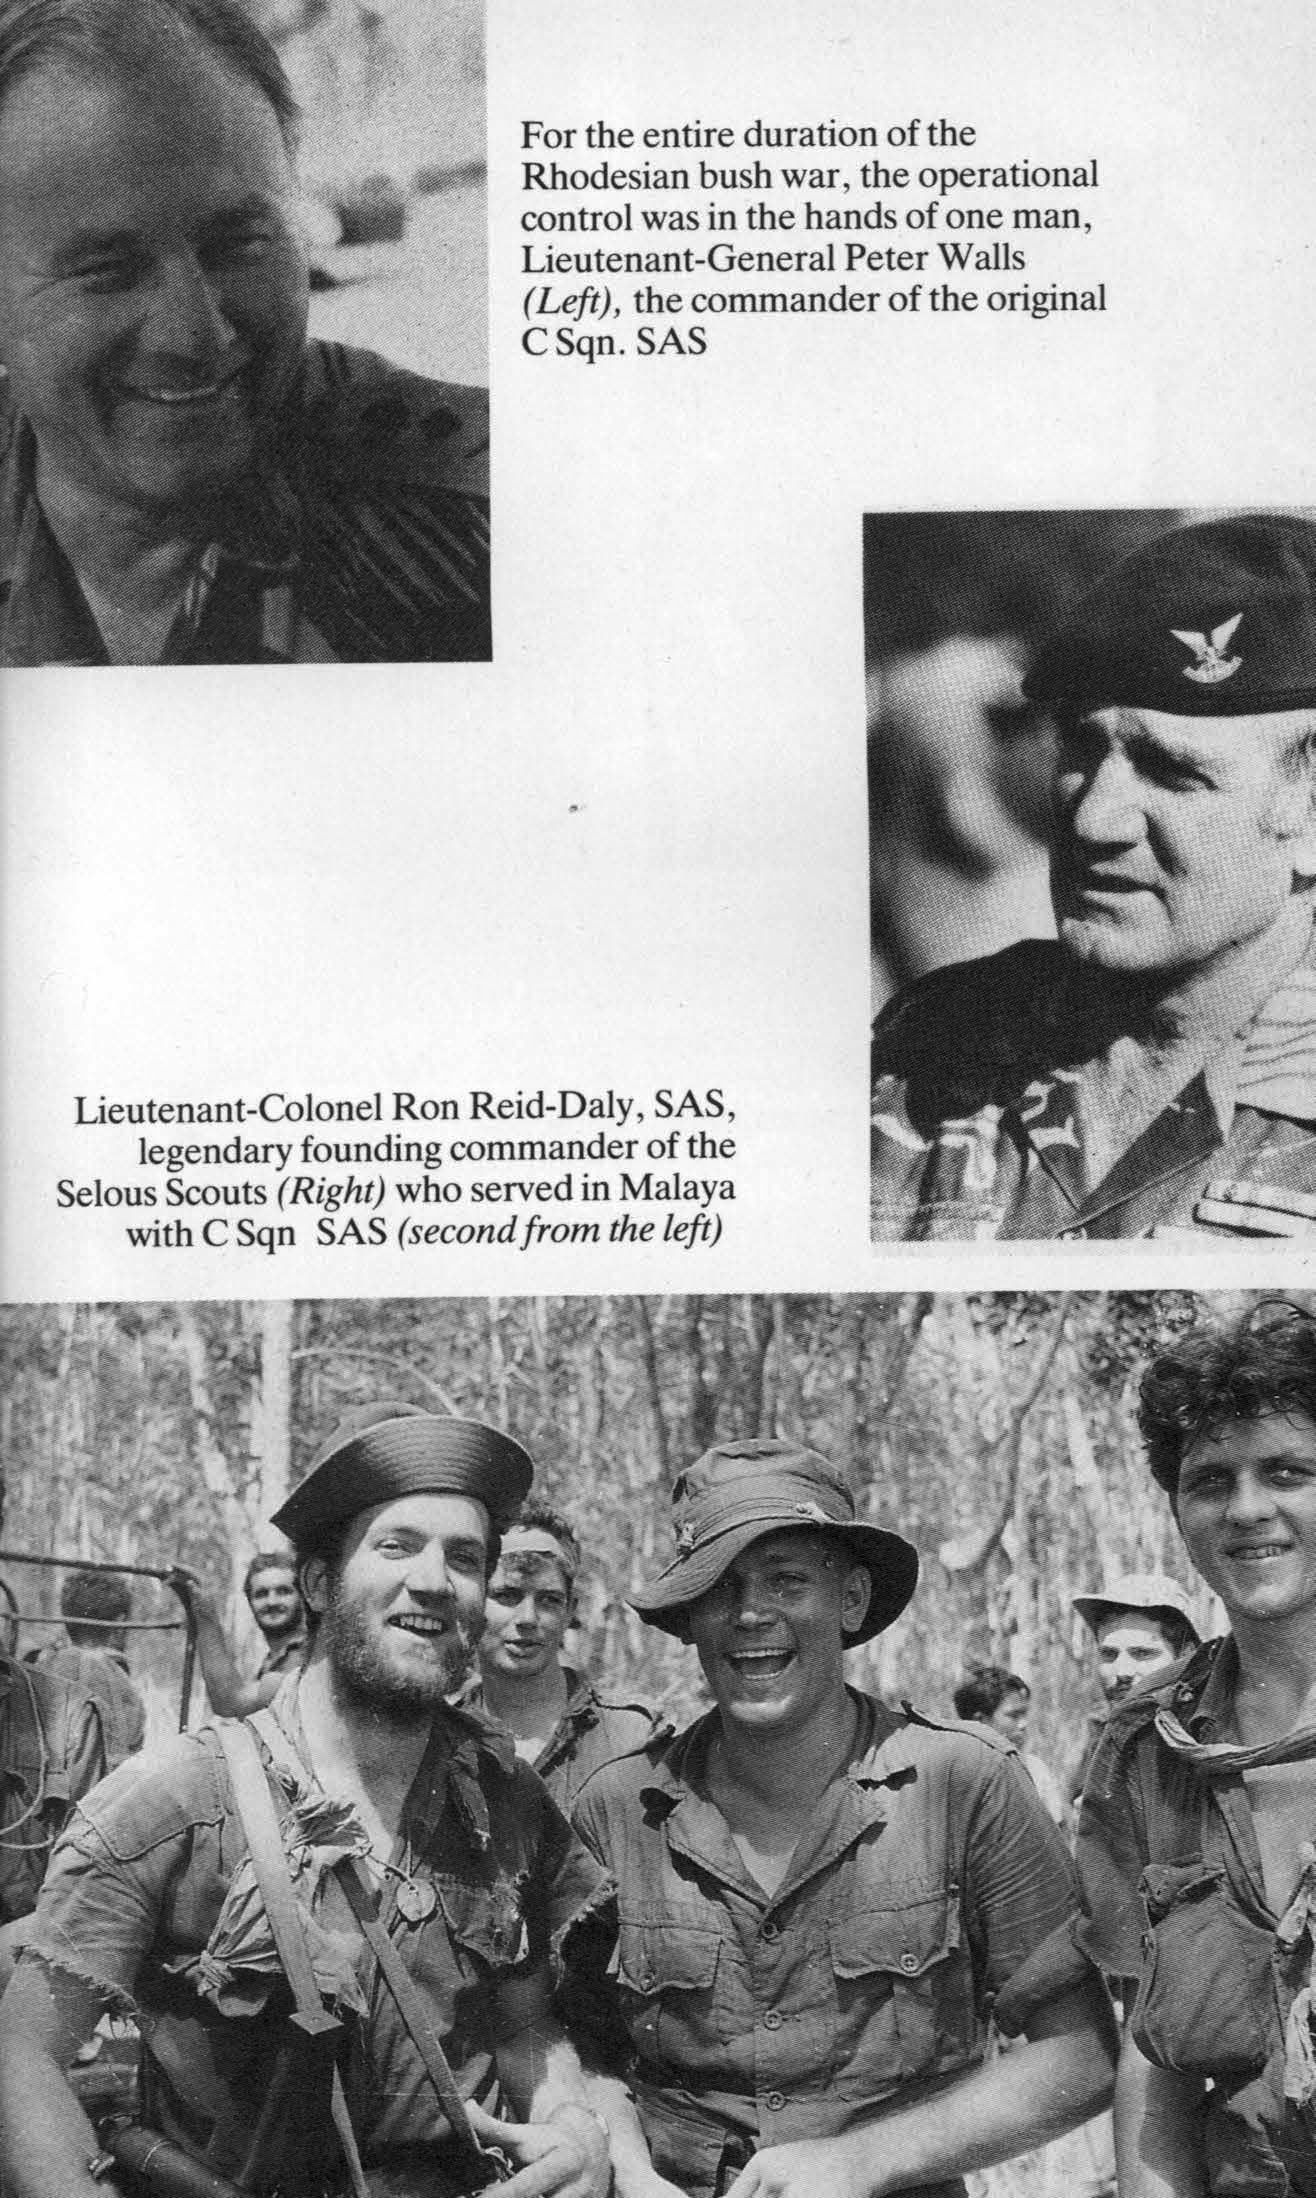 For the entire duration of the
Rhodesian bush war, the operational
control was in the hands of one man,
Lieutenant-General Peter Walls
(Left), the commander of the original
C Sqn. SAS
Lieutenant-Colonel Ron Reid-Daly, SAS,
legendary founding commander of the
Selous Scouts (Right) who served in Malaya
with C Sqn SAS (second from the left)